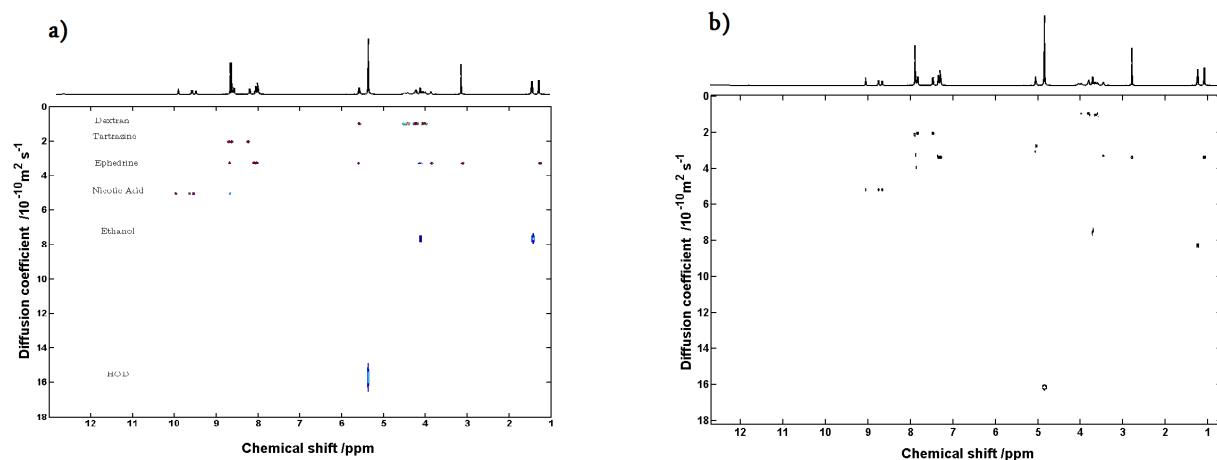 a)
0
2
4
6
8
10
12
14
16
18
Diffusion coefficient /10⁻¹⁰m² s⁻¹
Dextran
Tartrazine
Ephedrine
Nicotic Acid
Ethanol
HOD
12 11 10 9 8 7 6 5 4 3 2 1
Chemical shift /ppm
b)
0
2
4
6
8
10
12
14
16
18
Diffusion coefficient /10⁻¹⁰m² s⁻¹
12 11 10 9 8 7 6 5 4 3 2 1
Chemical shift /ppm